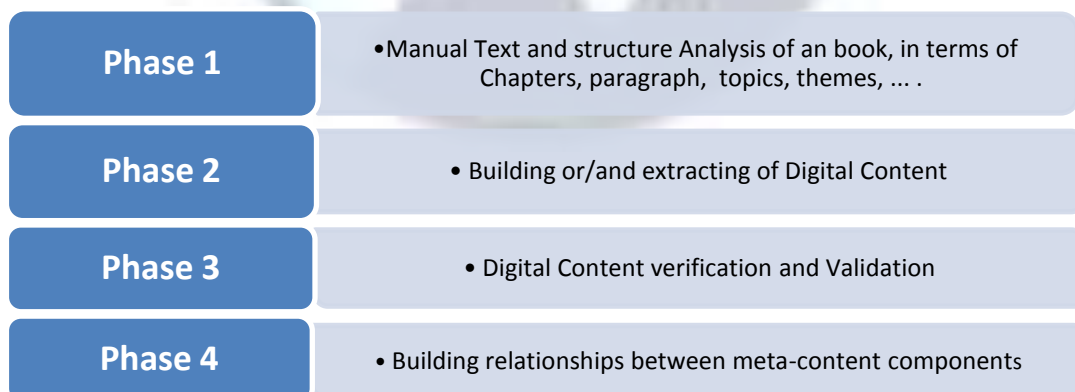 Phase 1
•Manual Text and structure Analysis of an book, in terms of
Chapters, paragraph, topics, themes, ... .
Phase 2
• Building or/and extracting of Digital Content
Phase 3
• Digital Content verification and Validation
Phase 4
• Building relationships between meta-content components